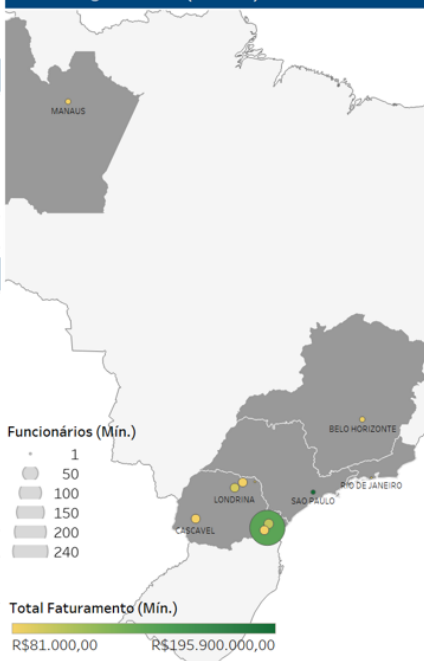 MANAUS
BELO HORIZONTE
RIO DE JANEIRO
SAO PAULO
LONDRINA
CASCAVEL
Funcionários (Mín.)
1
50
100
150
200
240
Total Faturamento (Mín.)
R$81.000,00 R$195.900.000,00